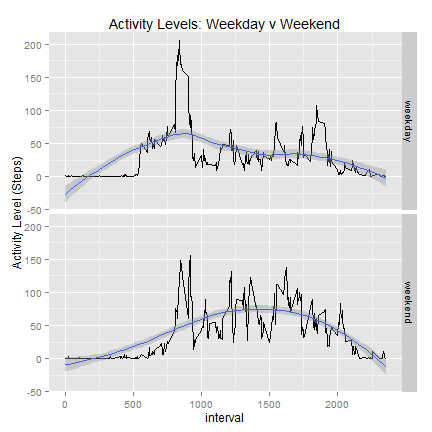 Activity Levels: Weekday v Weekend
Activity Level (Steps)
200
150
100
50
0
-50
weekday
200
150
100
50
0
-50
weekend
0 500 1000 1500 2000
interval